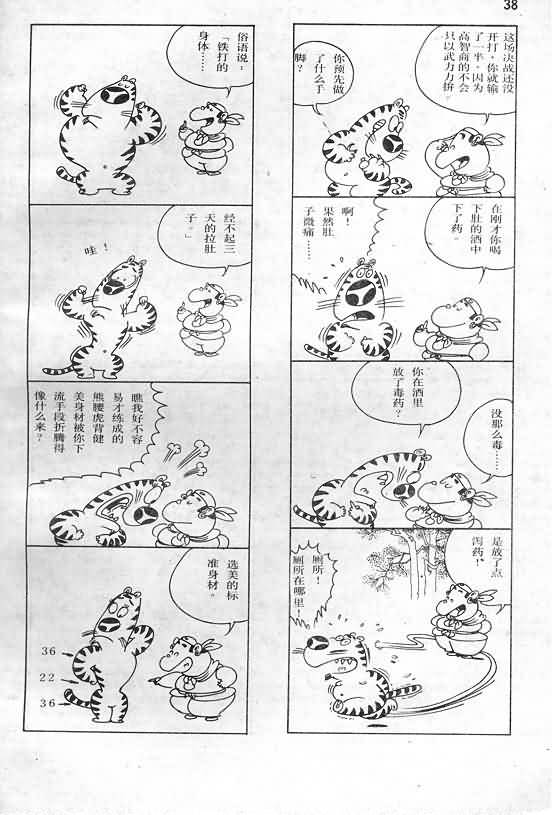 38
这场决战还没
开打，你就输
了一半。因为
高智商的不会
只以武力力拼
你预先做
了什么手
脚？
在刚才你喝
下肚的酒中
下了药。
啊！
果然肚
子微痛……
你在酒里
放了毒药？
没那么毒……
是放了点
泻药！
厕所！
厕所在哪里！
俗语说：
「铁打的
身体……
经不起三
天的拉肚
子。」
哇！
瞧我好不容
易才练成的
熊腰虎背健
美身材被你下
流手段折腾得
像什么来？
选美的标
准身材。
36
22
36